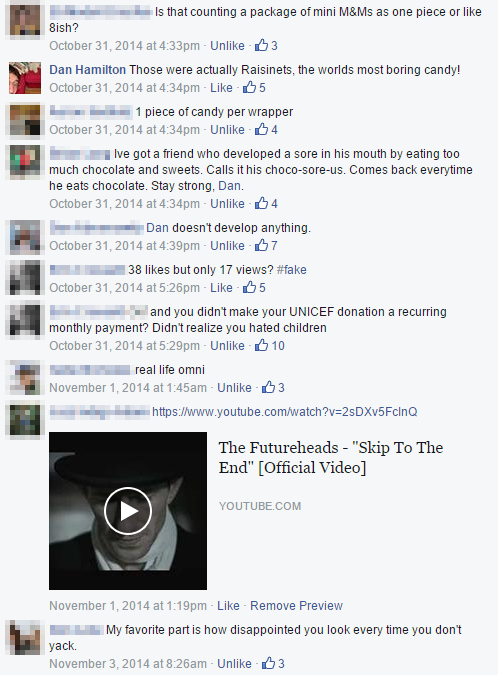 Is that counting a package of mini M&Ms as one piece or like
8ish?
October 31, 2014 at 4:33pm · Unlike · 3
Dan Hamilton Those were actually Raisinets, the worlds most boring candy!
October 31, 2014 at 4:34pm · Like · 5
1 piece of candy per wrapper
October 31, 2014 at 4:34pm · Unlike · 4
Ive got a friend who developed a sore in his mouth by eating too
much chocolate and sweets. Calls it his choco-sore-us. Comes back everytime
he eats chocolate. Stay strong, Dan.
October 31, 2014 at 4:34pm · Unlike · 4
Dan doesn't develop anything.
October 31, 2014 at 4:39pm · Unlike · 7
38 likes but only 17 views? #fake
October 31, 2014 at 5:26pm · Like · 5
and you didn't make your UNICEF donation a recurring
monthly payment? Didn't realize you hated children
October 31, 2014 at 5:29pm · Unlike · 10
real life omni
November 1, 2014 at 1:45am · Unlike · 3
https://www.youtube.com/watch?v=2sDXv5FcInQ
The Futureheads - "Skip To The
End" [Official Video]
YOUTUBE.COM
November 1, 2014 at 1:19pm · Like · Remove Preview
My favorite part is how disappointed you look every time you don't
yack.
November 3, 2014 at 8:26am · Unlike · 3